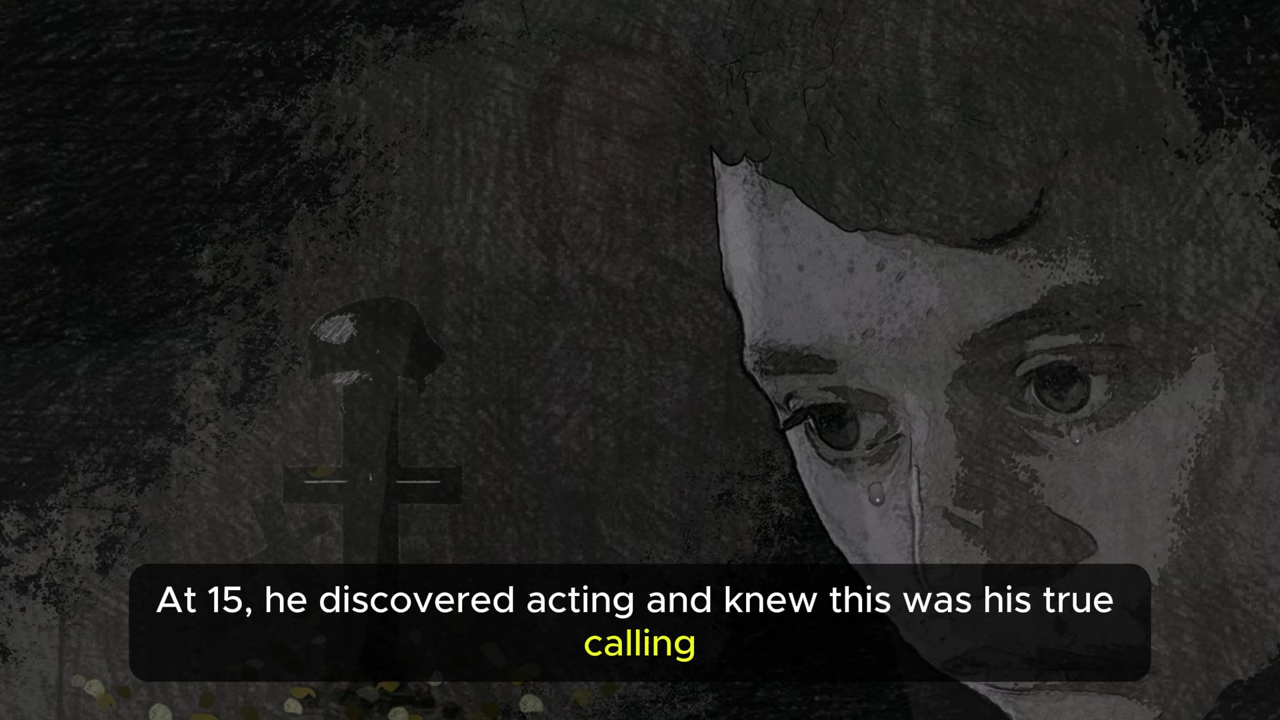 At 15, he discovered acting and knew this was his true
calling